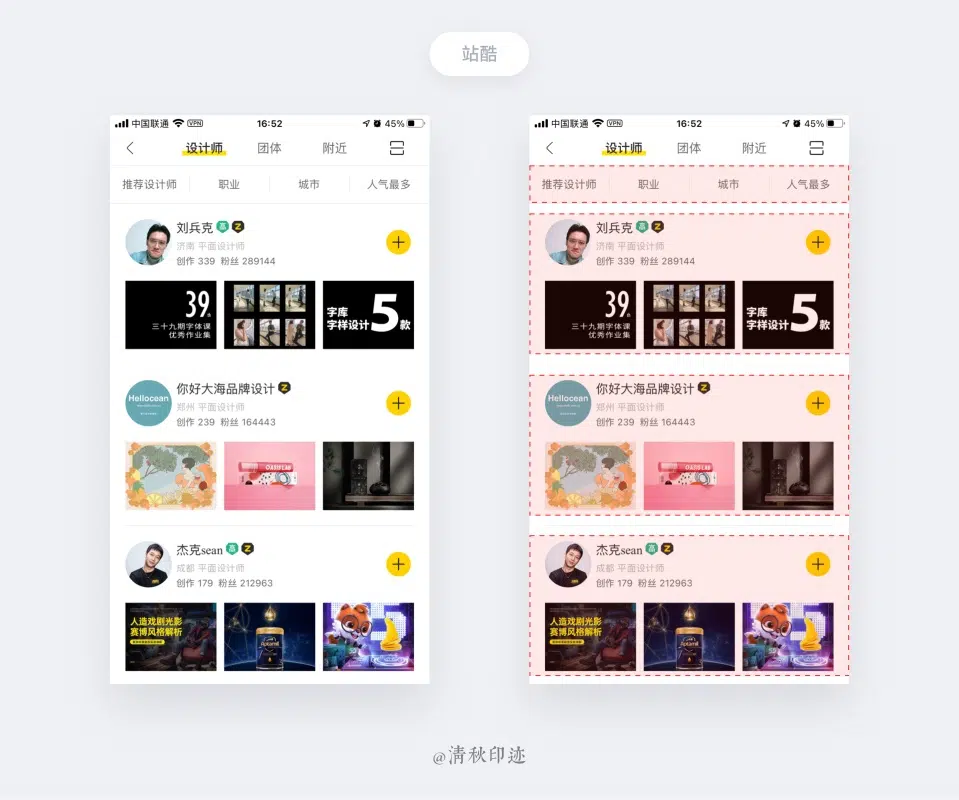 站酷
中国联通 VPN 16:52 45%
设计师 团体 附近
推荐设计师 职业 城市 人气最多
刘兵克
济南 平面设计师
创作 339 粉丝 289144
39
三十九期字体课
优秀作业集
字库
字样设计5款
你好大海品牌设计
郑州 平面设计师
创作 239 粉丝 164443
Hellocean
OASIS LAB
杰克sean
成都 平面设计师
创作 179 粉丝 212963
人造戏剧光影
赛博风格解析
Aptamil
中国联通 VPN 16:52 45%
设计师 团体 附近
推荐设计师 职业 城市 人气最多
刘兵克
济南 平面设计师
创作 339 粉丝 289144
39
三十九期字体课
优秀作业集
字库
字样设计5款
你好大海品牌设计
郑州 平面设计师
创作 239 粉丝 164443
Hellocean
OASIS LAB
杰克sean
成都 平面设计师
创作 179 粉丝 212963
人造戏剧光影
赛博风格解析
Aptamil
@清秋印迹